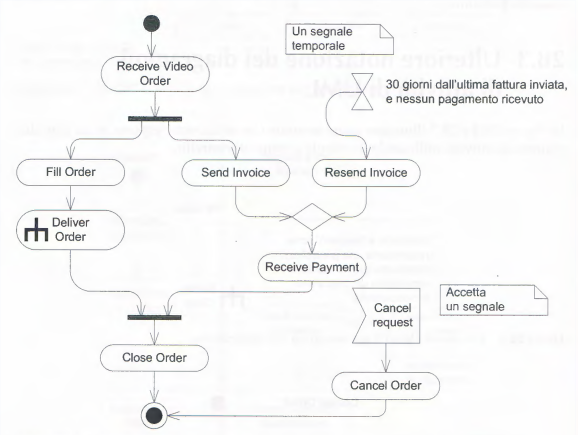 Un segnale
temporale
Receive Video
Order
30 giorni dall'ultima fattura inviata,
e nessun pagamento ricevuto
Fill Order
Send Invoice
Resend Invoice
Deliver
Order
Receive Payment
Cancel
request
Accetta
un segnale
Close Order
Cancel Order